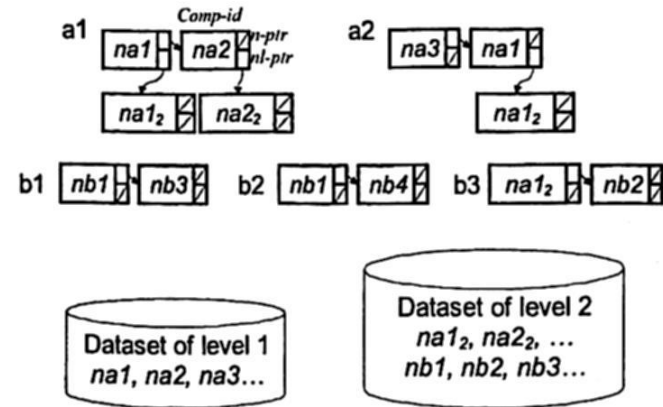 Comp-id
a1 na1 na2 n-ptr a2 na3 na1
nl-ptr
na1₂ na2₂ na1₂
b1 nb1 nb3 b2 nb1 nb4 b3 na1₂ nb2
Dataset of level 1
na1, na2, na3...
Dataset of level 2
na1₂, na2₂, ...
nb1, nb2, nb3...